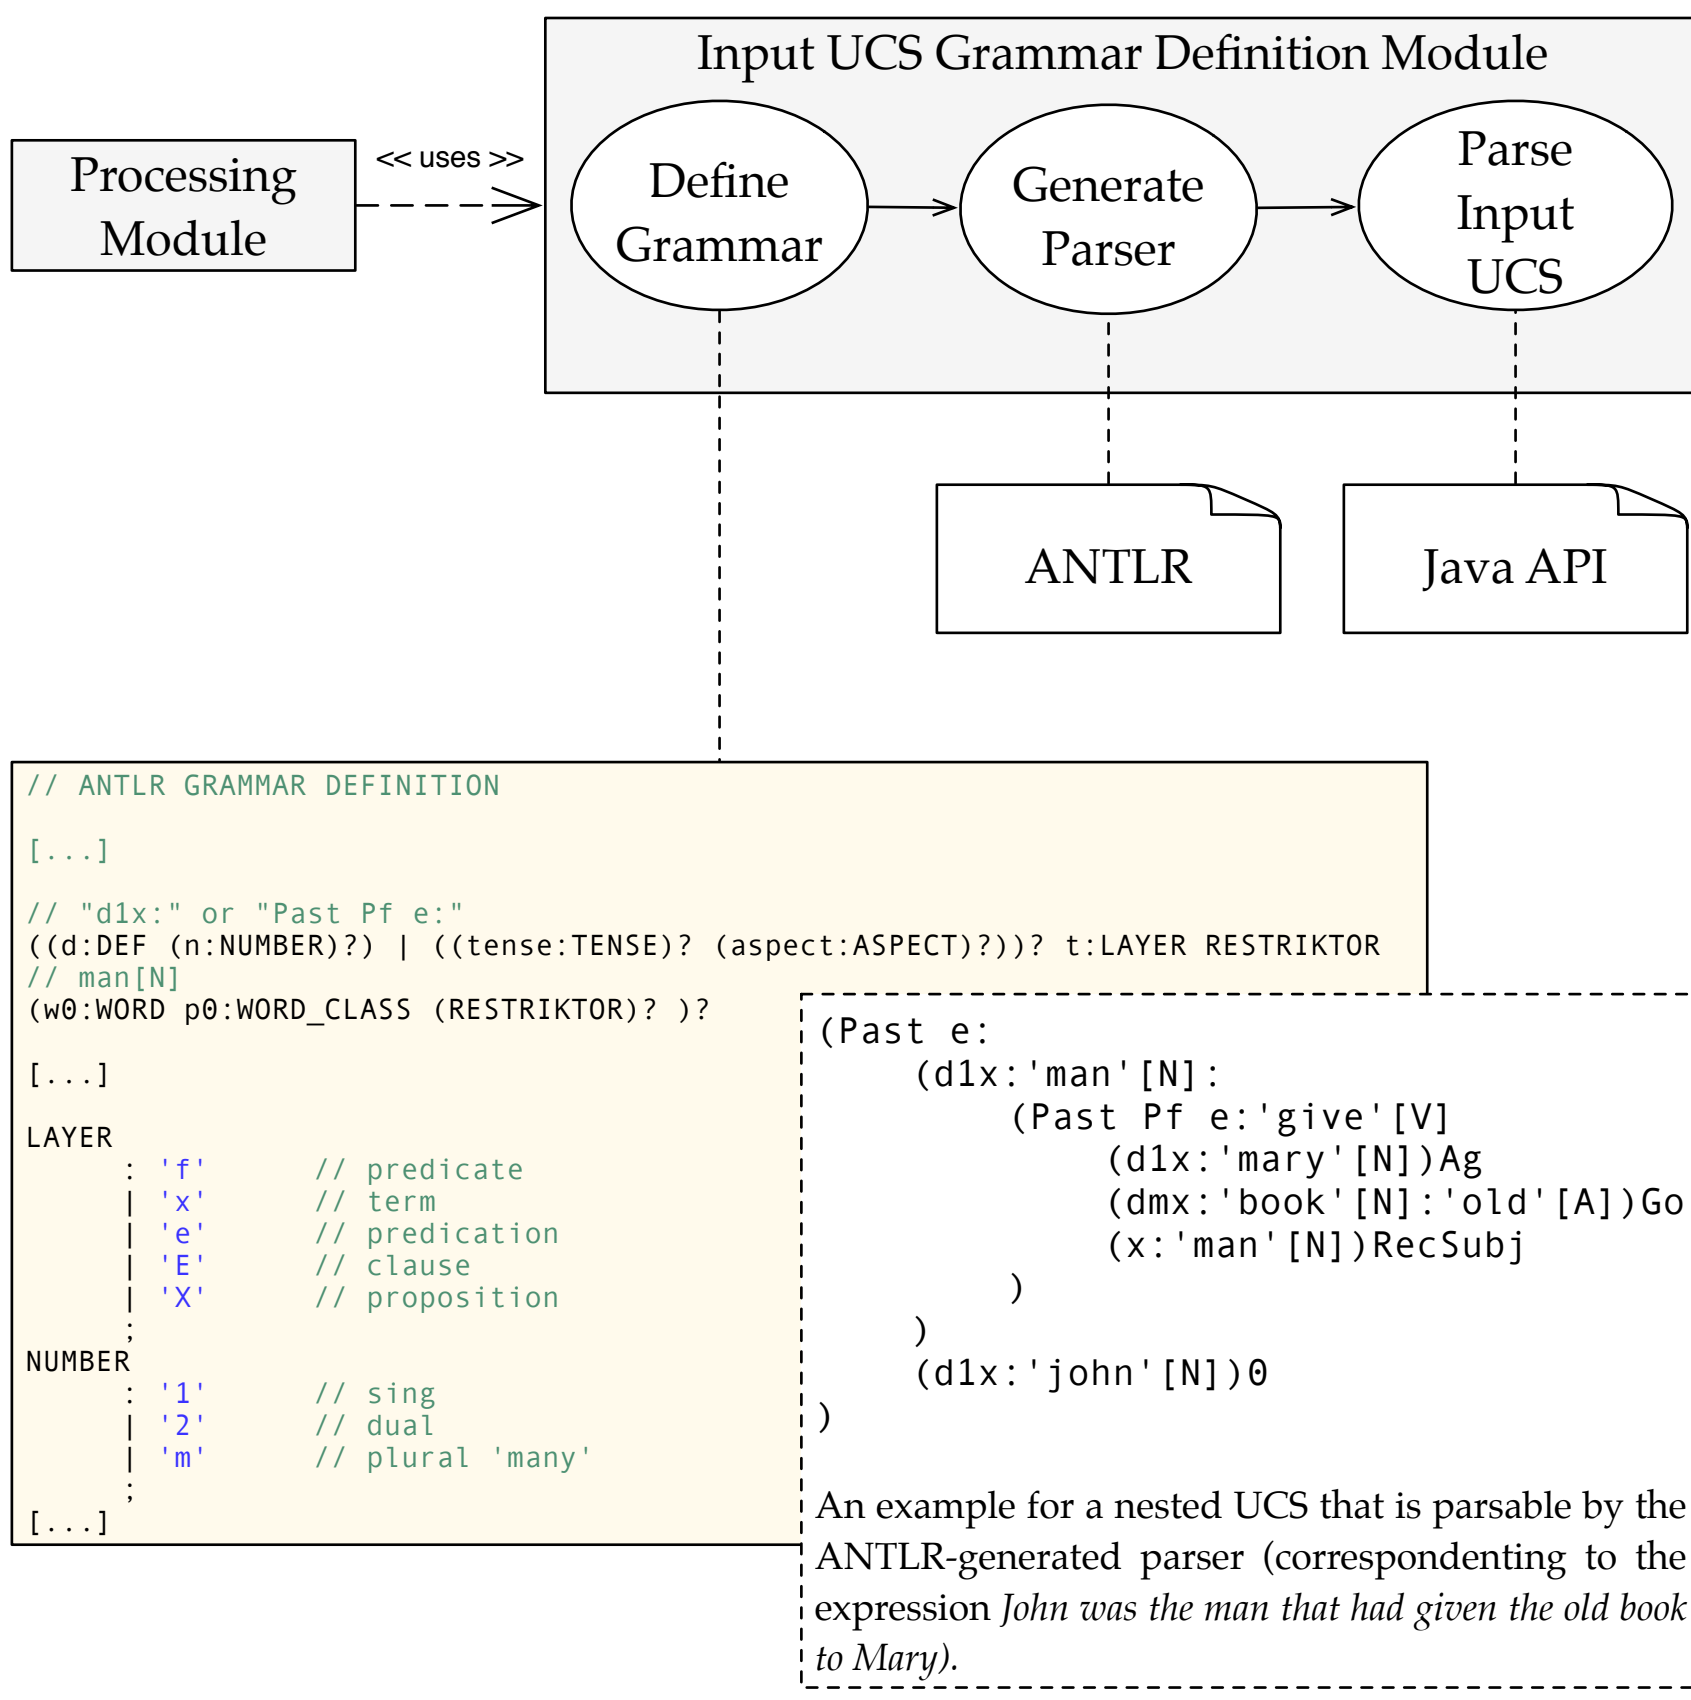 Input UCS Grammar Definition Module
Processing
Module
<< uses >>
Define
Grammar
Generate
Parser
Parse
Input
UCS
ANTLR
Java API
// ANTLR GRAMMAR DEFINITION
[...]
// "d1x:" or "Past Pf e:"
((d:DEF (n:NUMBER)?) | ((tense:TENSE)? (aspect:ASPECT)?))? t:LAYER RESTRIKTOR
// man[N]
(w0:WORD p0:WORD_CLASS (RESTRIKTOR)? )?
[...]
LAYER
: 'f' // predicate
| 'x' // term
| 'e' // predication
| 'E' // clause
| 'X' // proposition
;
NUMBER
: '1' // sing
| '2' // dual
| 'm' // plural 'many'
;
[...]
(Past e:
(d1x:'man'[N]:
(Past Pf e:'give'[V]
(d1x:'mary'[N])Ag
(dmx:'book'[N]:'old'[A])Go
(x:'man'[N])RecSubj
)
)
(d1x:'john'[N])0
)
An example for a nested UCS that is parsable by the
ANTLR-generated parser (correspondenting to the
expression John was the man that had given the old book
to Mary).